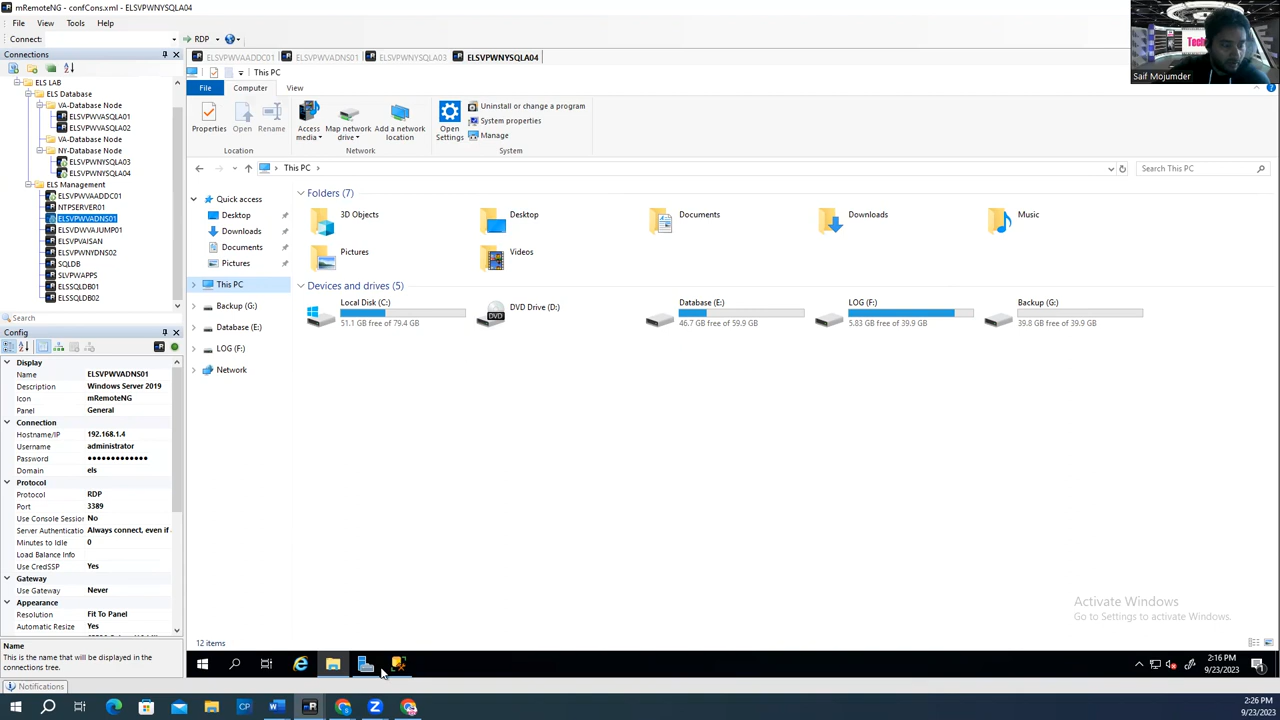 mRemoteNG - confCons.xml - ELSVPWNYSQLA04
File View Tools Help
Connect: RDP
Connections
ELS LAB
ELS Database
VA-Database Node
ELSVPWVASQLA01
ELSVPWVASQLA02
VA-Database Node
NY-Database Node
ELSVPWNYSQLA03
ELSVPWNYSQLA04
ELS Management
ELSVPWVAADDC01
NTPSERVER01
ELSVPWVADNS01
ELSVDWVAJUMP01
ELSVPVAISAN
ELSVPWNYDNS02
SQLDB
SLVPWAPPS
ELSSQLDB01
ELSSQLDB02
Search
Config
Display
Name ELSVPWVADNS01
Description Windows Server 2019
Icon mRemoteNG
Panel General
Connection
Hostname/IP 192.168.1.4
Username administrator
Password •••••••••••••
Domain els
Protocol
Protocol RDP
Port 3389
Use Console Session No
Server Authenticatio Always connect, even if
Minutes to Idle 0
Load Balance Info
Use CredSSP Yes
Gateway
Use Gateway Never
Appearance
Resolution Fit To Panel
Automatic Resize Yes
Name
This is the name that will be displayed in the
connections tree.
Notifications
ELSVPWVAADDC01 ELSVPWVADNS01 ELSVPWNYSQLA03 ELSVPWNYSQLA04
This PC
File Computer View
Properties Open Rename
Location
Access media Map network drive Add a network location
Network
Open Settings
Uninstall or change a program
System properties
Manage
System
This PC
Search This PC
Quick access
Desktop
Downloads
Documents
Pictures
This PC
Backup (G:)
Database (E:)
LOG (F:)
Network
Folders (7)
3D Objects Desktop Documents Downloads Music
Pictures Videos
Devices and drives (5)
Local Disk (C:)
51.1 GB free of 79.4 GB
DVD Drive (D:)
DVD
Database (E:)
46.7 GB free of 59.9 GB
LOG (F:)
5.83 GB free of 39.9 GB
Backup (G:)
39.8 GB free of 39.9 GB
Activate Windows
Go to Settings to activate Windows.
12 items
2:16 PM
9/23/2023
2:26 PM
9/23/2023
Saif Mojumder